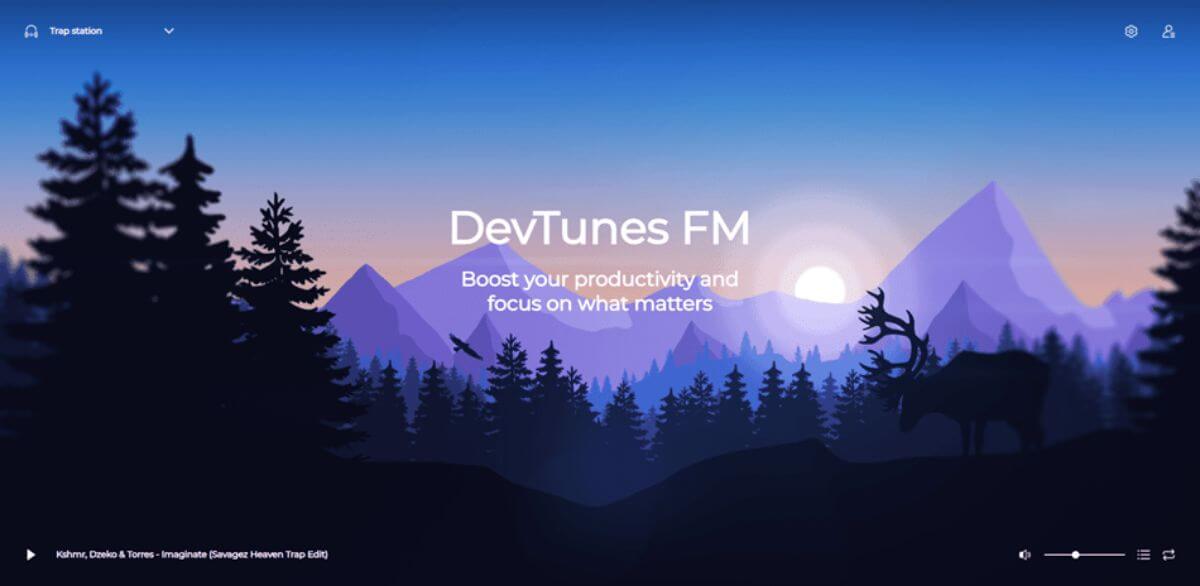 Trap station
DevTunes FM
Boost your productivity and
focus on what matters
Kshmr, Dzeko & Torres - Imaginate (Savagez Heaven Trap Edit)